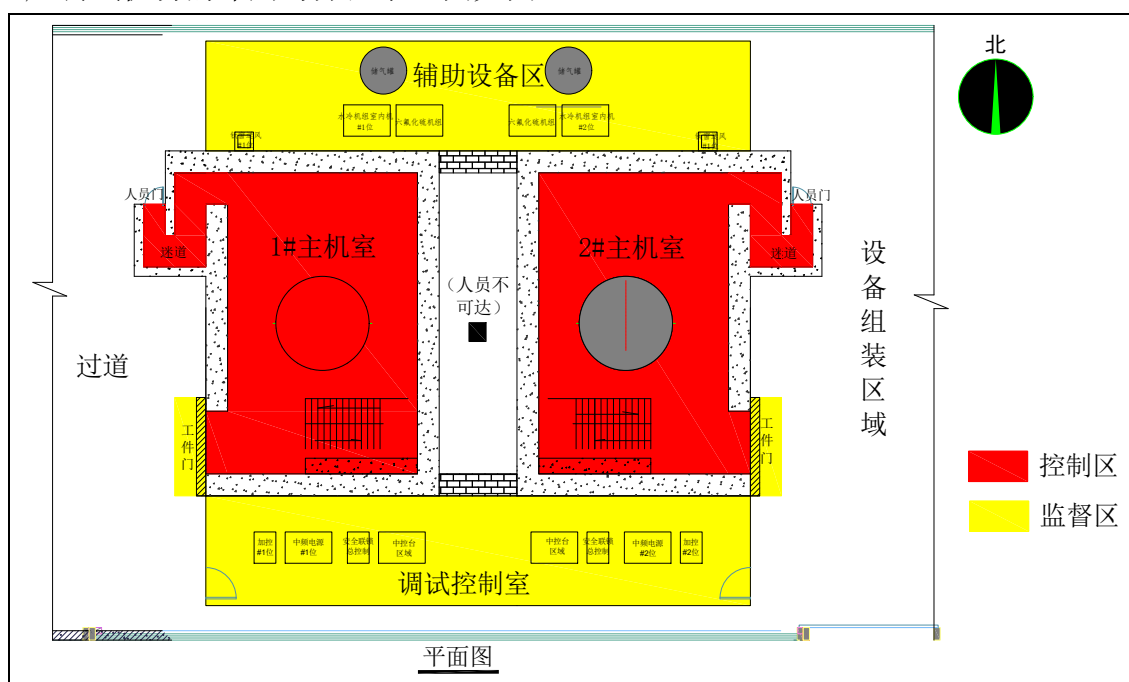 北
储气罐
辅助设备区
储气罐
水冷机组室内机
#1位
六氟化硫机组
六氟化硫机组
水冷机组室内机
#2位
人员门
人员门
迷道
1#主机室
2#主机室
迷道
（人员不
可达）
过道
设备组装区域
工件门
工件门
控制区
监督区
加控
#1位
中频电源
#1位
安全联锁
总控制
中控台
区域
中控台
区域
安全联锁
总控制
中频电源
#2位
加控
#2位
调试控制室
平面图